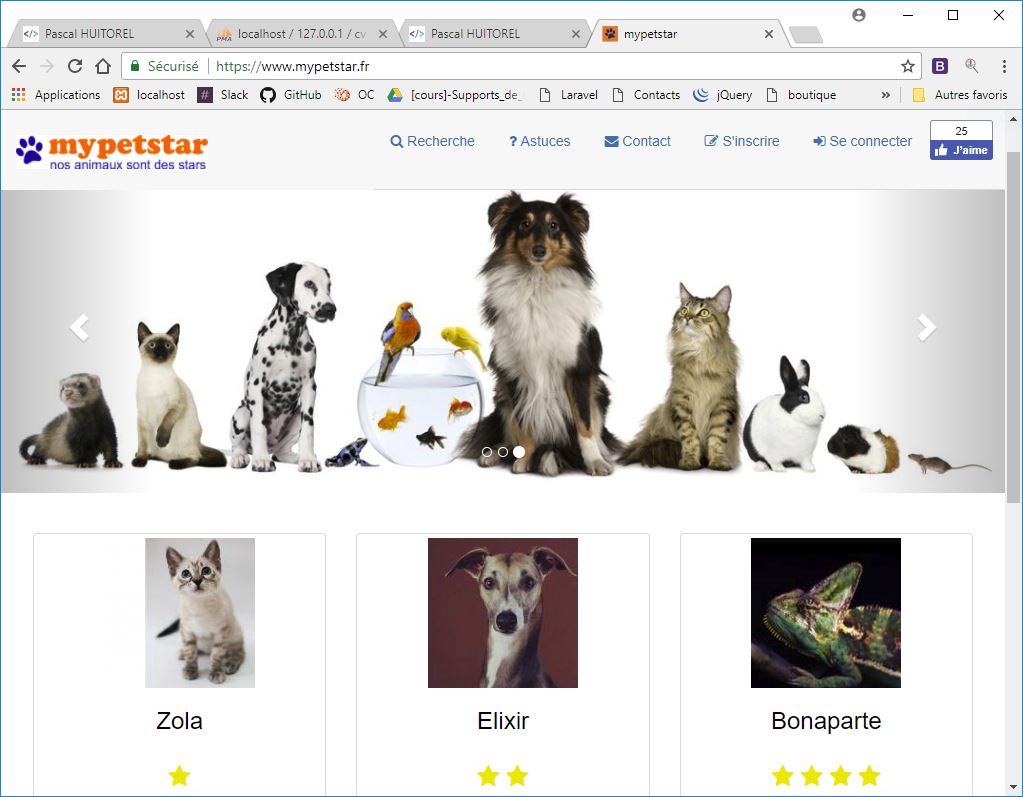 Pascal HUITOREL
localhost / 127.0.0.1 / cv
Pascal HUITOREL
mypetstar
Sécurisé
https://www.mypetstar.fr
Applications
localhost
Slack
GitHub
OC
[cours]-Supports_de_
Laravel
Contacts
jQuery
boutique
»
Autres favoris
mypetstar
nos animaux sont des stars
Recherche
? Astuces
Contact
S'inscrire
Se connecter
25
J'aime
Zola
Elixir
Bonaparte